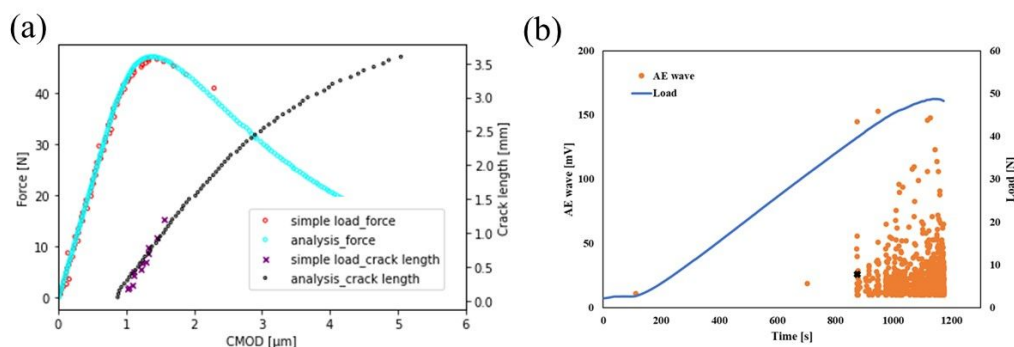 (a)
Force [N]
0
10
20
30
40
0
1
2
3
4
5
6
CMOD [µm]
0.0
0.5
1.0
1.5
2.0
2.5
3.0
3.5
Crack length [mm]
simple load_force
analysis_force
simple load_crack length
analysis_crack length
(b)
AE wave [mV]
200
150
100
50
0
AE wave
Load
0
200
400
600
800
1000
1200
Time [s]
60
50
40
30
20
10
0
Load [N]